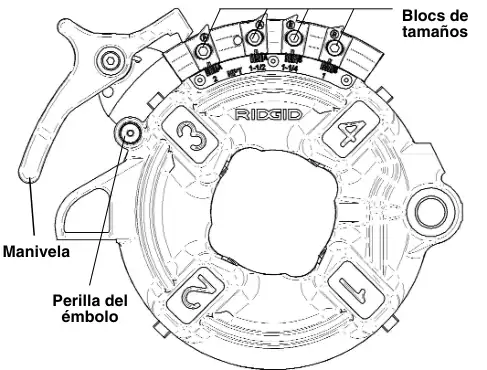 Blocs de
tamaños
2 NPT 1-1/2 1-1/4 1
RIDGID
3
4
Manivela
2
1
Perilla del
émbolo